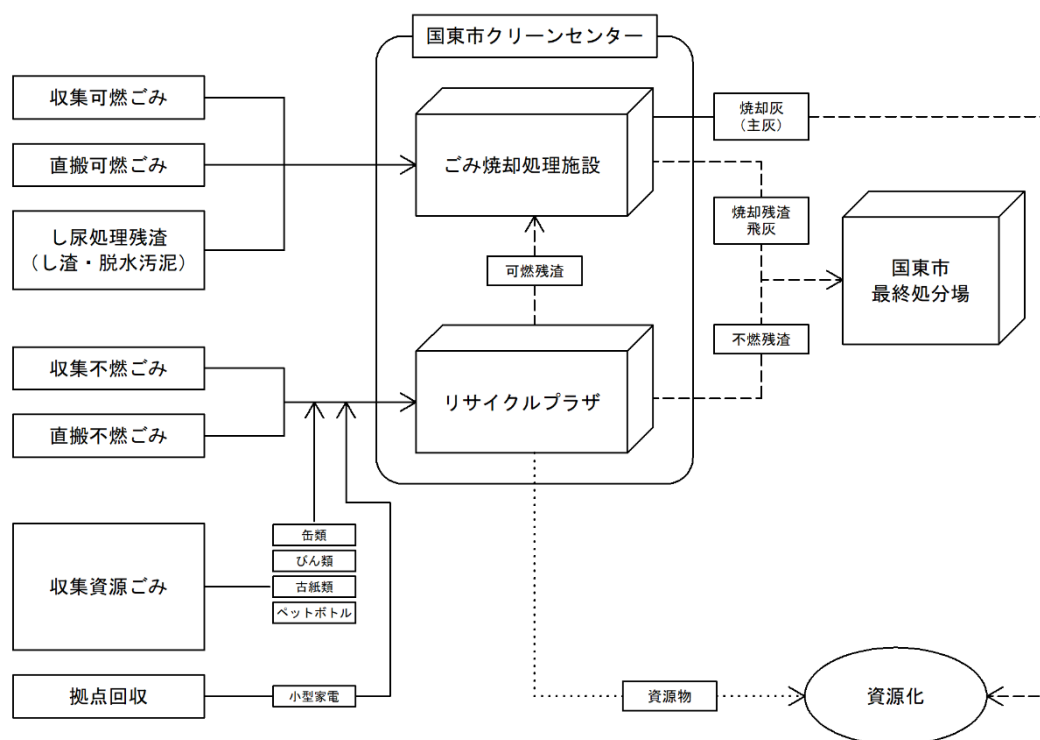 国東市クリーンセンター
収集可燃ごみ
直搬可燃ごみ
し尿処理残渣
（し渣・脱水汚泥）
ごみ焼却処理施設
焼却灰
（主灰）
焼却残渣
飛灰
可燃残渣
国東市
最終処分場
不燃残渣
収集不燃ごみ
直搬不燃ごみ
リサイクルプラザ
収集資源ごみ
缶類
びん類
古紙類
ペットボトル
拠点回収
小型家電
資源物
資源化